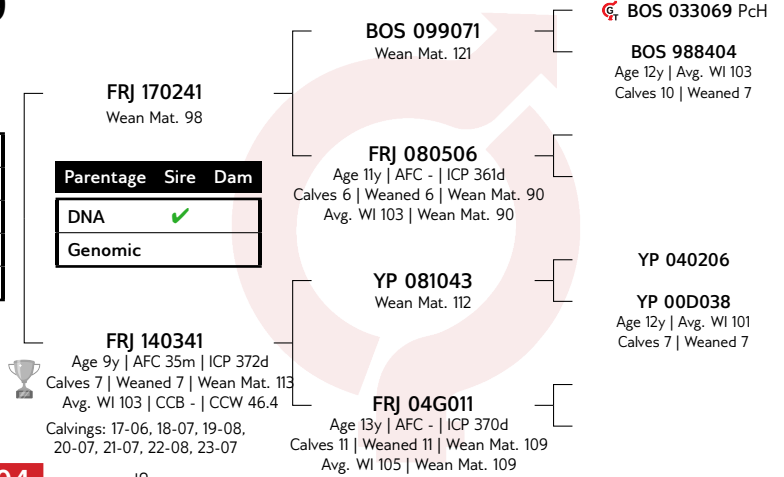 BOS 033069 PcH
BOS 099071
Wean Mat. 121
BOS 988404
Age 12y | Avg. WI 103
Calves 10 | Weaned 7
FRJ 170241
Wean Mat. 98
FRJ 080506
Age 11y | AFC - | ICP 361d
Calves 6 | Weaned 6 | Wean Mat. 90
Avg. WI 103 | Wean Mat. 90
Parentage Sire Dam
DNA ✔
Genomic
YP 040206
YP 081043
Wean Mat. 112
YP 00D038
Age 12y | Avg. WI 101
Calves 7 | Weaned 7
FRJ 140341
Age 9y | AFC 35m | ICP 372d
Calves 7 | Weaned 7 | Wean Mat. 113
Avg. WI 103 | CCB - | CCW 46.4
Calvings: 17-06, 18-07, 19-08,
20-07, 21-07, 22-08, 23-07
FRJ 04G011
Age 13y | AFC - | ICP 370d
Calves 11 | Weaned 11 | Wean Mat. 109
Avg. WI 105 | Wean Mat. 109